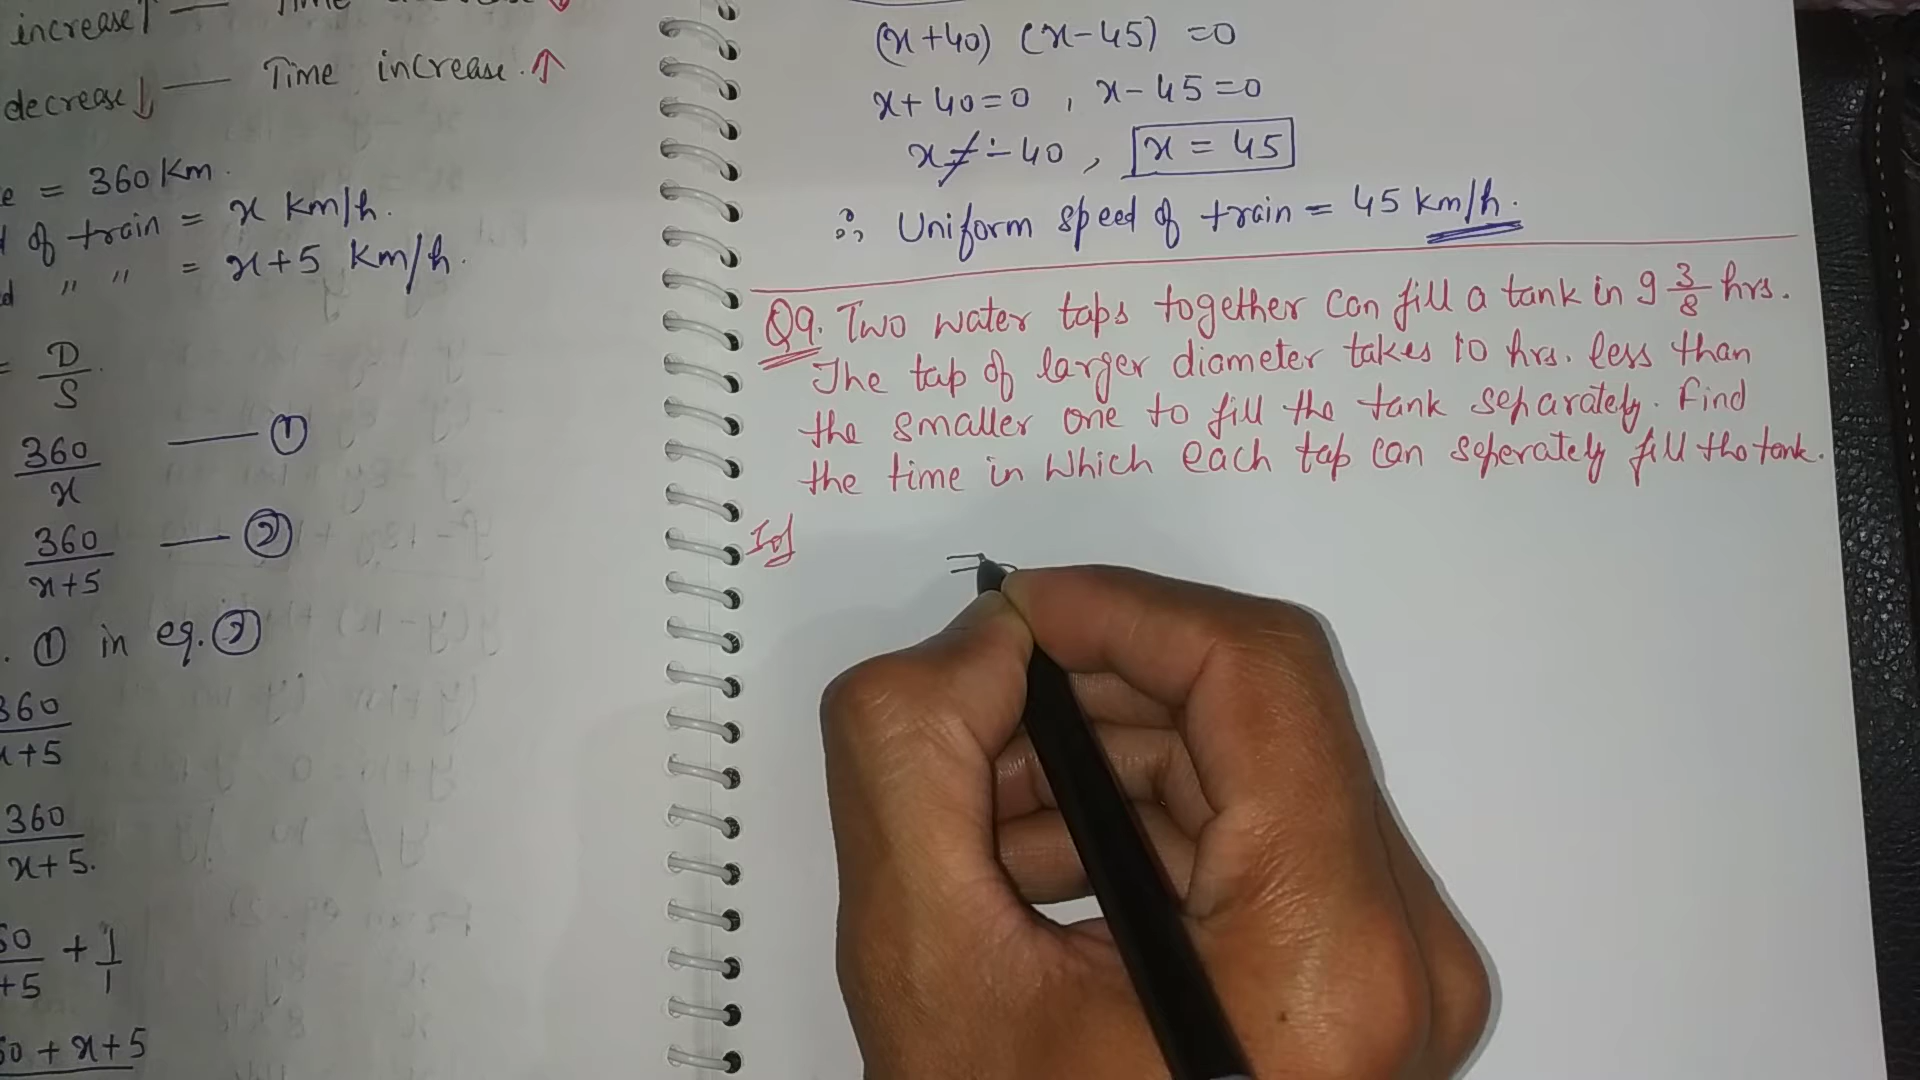 increase↑ — Time
decrease↓ — Time increase.↑
e = 360 Km.
of train = x km/h.
" " = x+5 km/h.
= D/S.
360/x — ①
360/x+5 — ②
. ① in eq. ②
360/x+5
360/x+5.
+ 1/1
+ x+5
(x+40) (x-45) =0
x+40=0 , x-45=0
x≠-40 , x = 45
∴ Uniform speed of train = 45 km/h.
Q9. Two water taps together can fill a tank in 9 3/8 hrs.
The tap of larger diameter takes 10 hrs. less than
the smaller one to fill the tank separately. Find
the time in which each tap can seperately fill the tank.